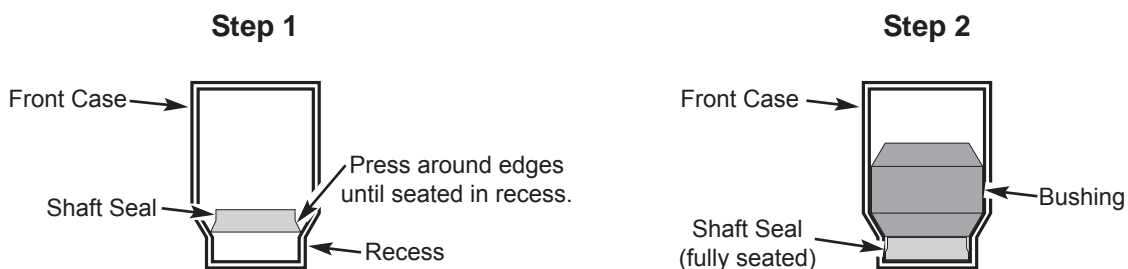 Step 1
Front Case
Press around edges
until seated in recess.
Shaft Seal
Recess
Step 2
Front Case
Bushing
Shaft Seal
(fully seated)